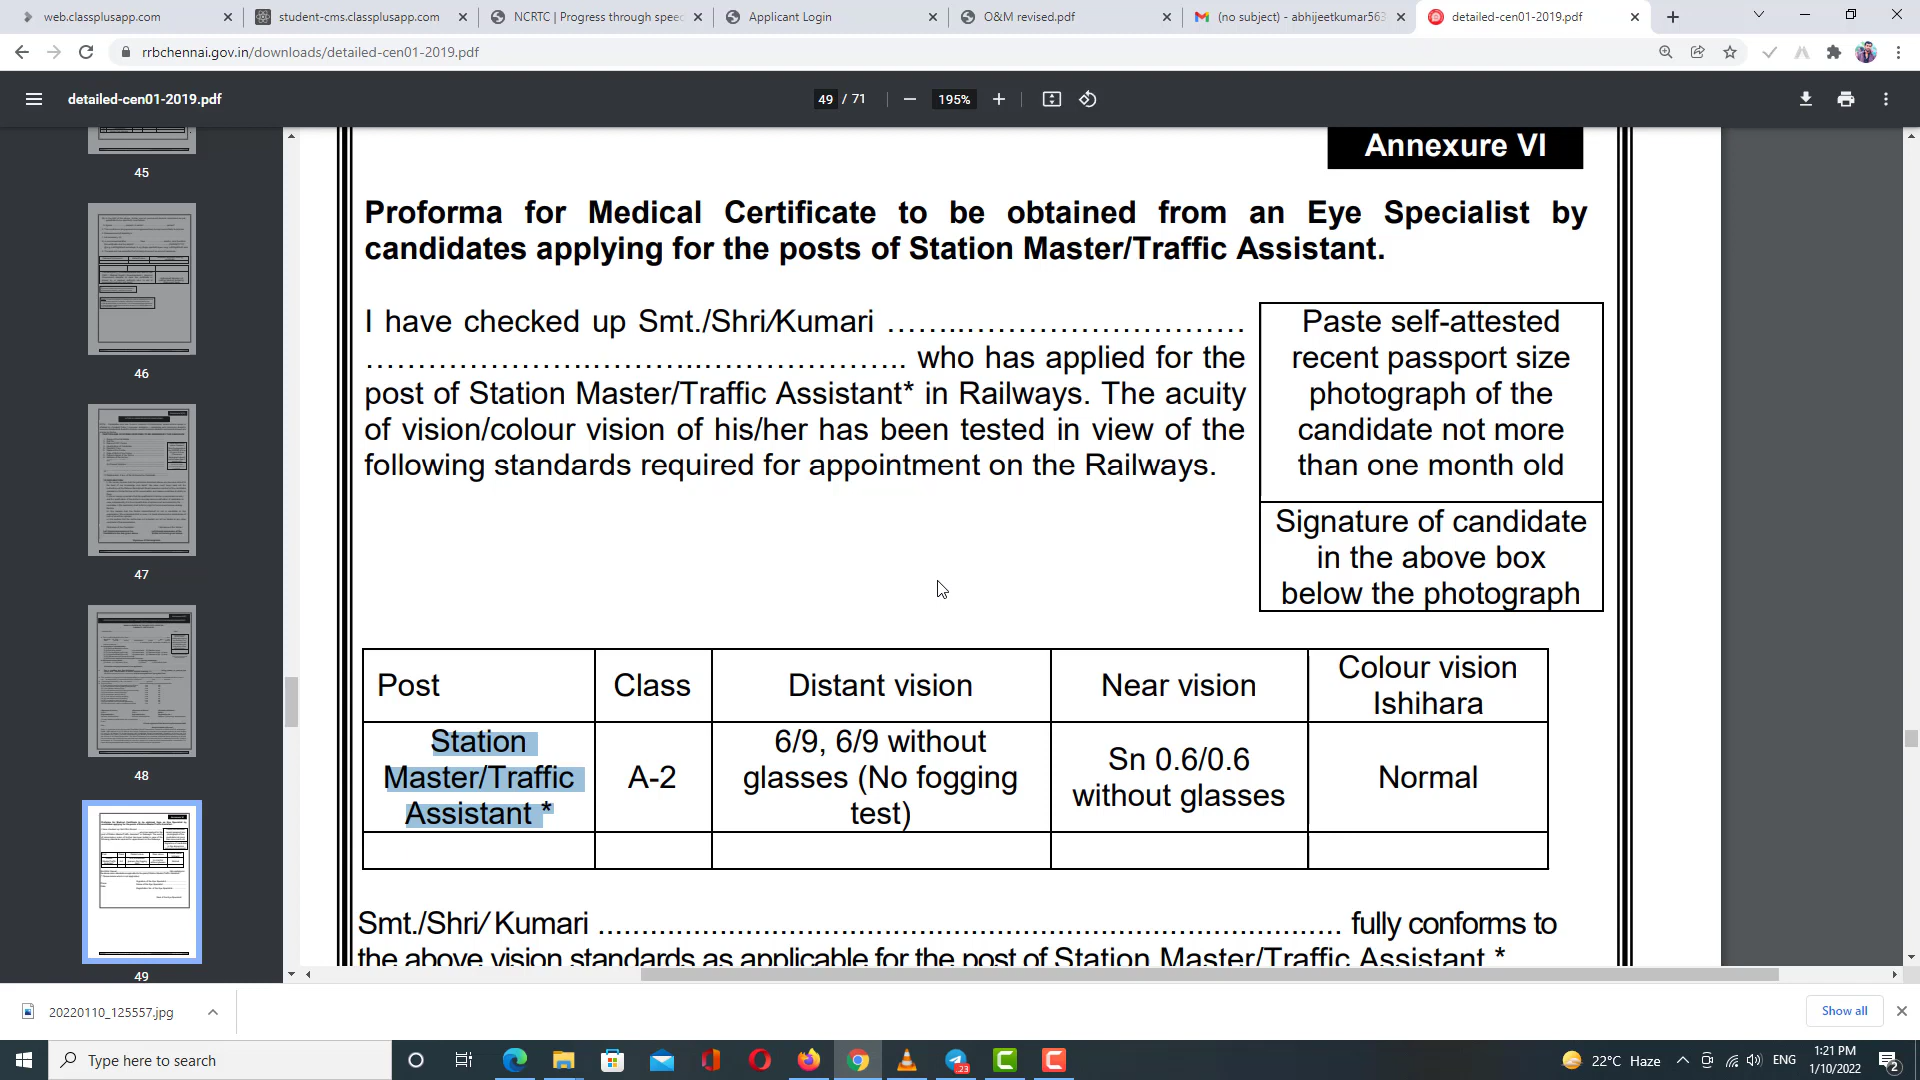 web.classplusapp.com
student-cms.classplusapp.com
NCRTC | Progress through speed
Applicant Login
O&M revised.pdf
(no subject) - abhijeetkumar563
detailed-cen01-2019.pdf
rrbchennai.gov.in/downloads/detailed-cen01-2019.pdf
detailed-cen01-2019.pdf
49 / 71
195%
45
46
47
48
49
Annexure VI
Proforma for Medical Certificate to be obtained from an Eye Specialist by
candidates applying for the posts of Station Master/Traffic Assistant.
I have checked up Smt./Shri/Kumari ……..…………………………
……………………..…………..……………….. who has applied for the
post of Station Master/Traffic Assistant* in Railways. The acuity
of vision/colour vision of his/her has been tested in view of the
following standards required for appointment on the Railways.
Paste self-attested
recent passport size
photograph of the
candidate not more
than one month old
Signature of candidate
in the above box
below the photograph
Post
Class
Distant vision
Near vision
Colour vision
Ishihara
Station
Master/Traffic
Assistant *
A-2
6/9, 6/9 without
glasses (No fogging
test)
Sn 0.6/0.6
without glasses
Normal
Smt./Shri/ Kumari ..................................................................................... fully conforms to
the above vision standards as applicable for the post of Station Master/Traffic Assistant *
20220110_125557.jpg
Show all
Type here to search
.23
22°C Haze
ENG
1:21 PM
1/10/2022
2